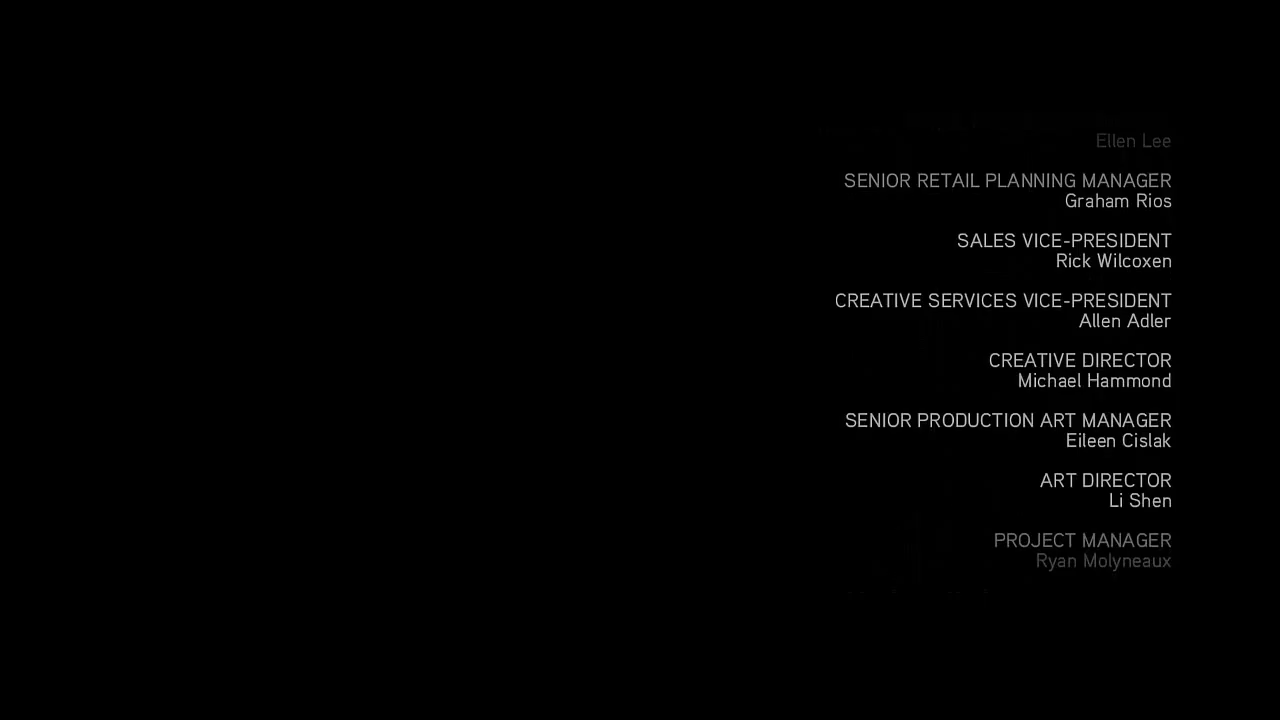 Ellen Lee
SENIOR RETAIL PLANNING MANAGER
Graham Rios
SALES VICE-PRESIDENT
Rick Wilcoxen
CREATIVE SERVICES VICE-PRESIDENT
Allen Adler
CREATIVE DIRECTOR
Michael Hammond
SENIOR PRODUCTION ART MANAGER
Eileen Cislak
ART DIRECTOR
Li Shen
PROJECT MANAGER
Ryan Molyneaux